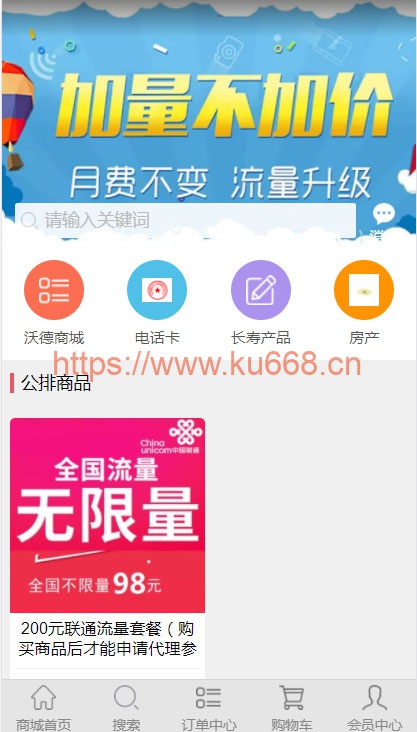 加量不加价
月费不变 流量升级
请输入关键词
沃德商城
电话卡
长寿产品
房产
https://www.ku668.cn
公排商品
China
unicom中国联通
全国流量
无限量
全国不限量98元
200元联通流量套餐（购
买商品后才能申请代理参
商城首页
搜索
订单中心
购物车
会员中心